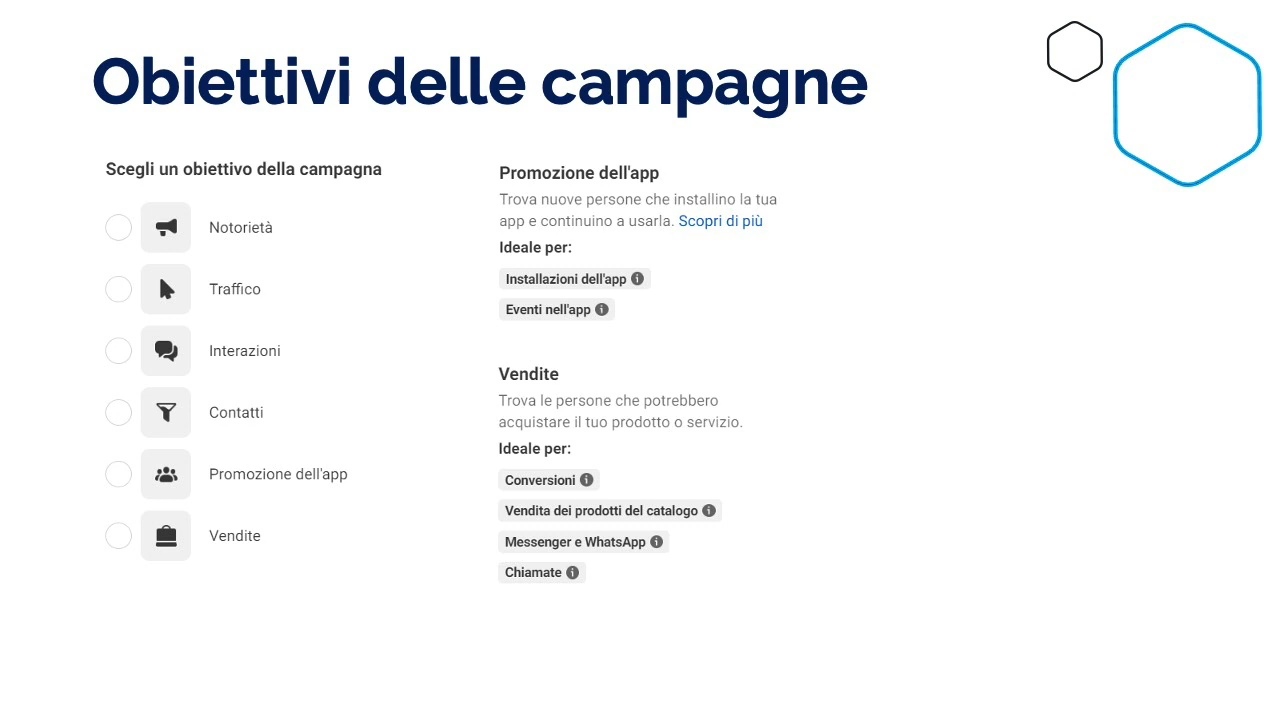 Obiettivi delle campagne
Scegli un obiettivo della campagna
Notorietà
Traffico
Interazioni
Contatti
Promozione dell'app
Vendite
Promozione dell'app
Trova nuove persone che installino la tua
app e continuino a usarla. Scopri di più
Ideale per:
Installazioni dell'app
Eventi nell'app
Vendite
Trova le persone che potrebbero
acquistare il tuo prodotto o servizio.
Ideale per:
Conversioni
Vendita dei prodotti del catalogo
Messenger e WhatsApp
Chiamate